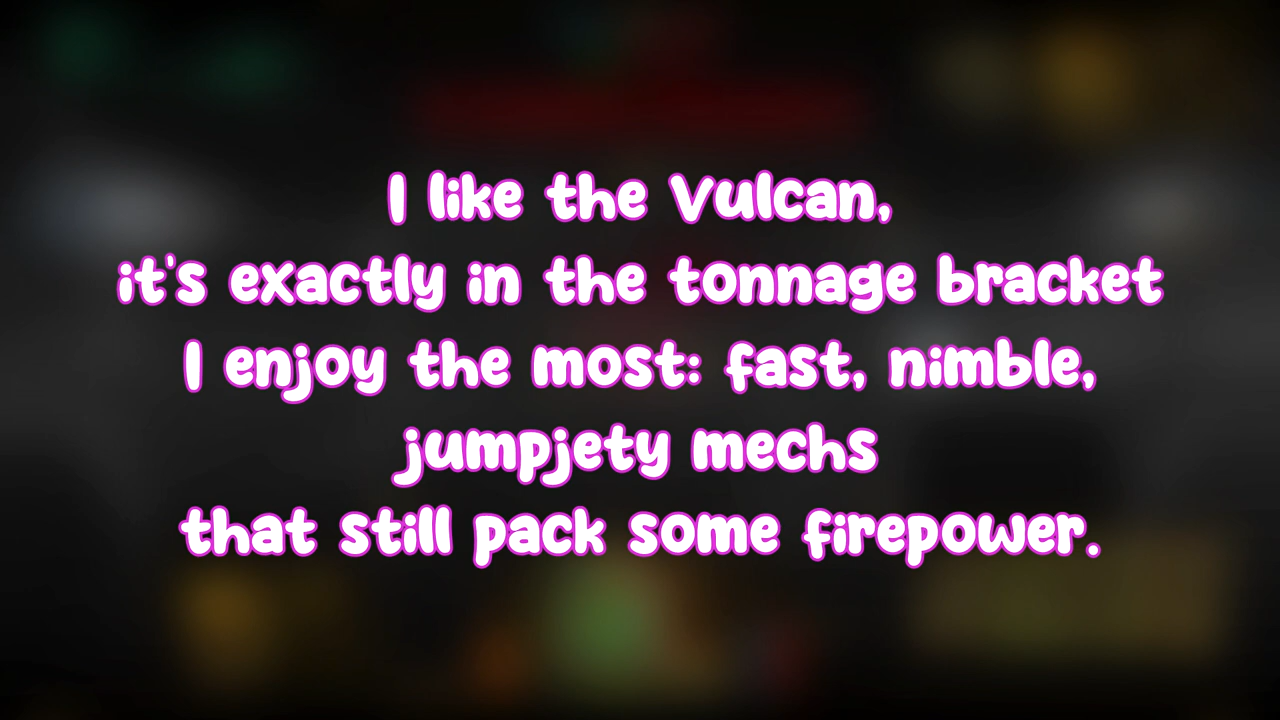 I like the Vulcan,
it's exactly in the tonnage bracket
I enjoy the most: fast, nimble,
jumpjety mechs
that still pack some firepower.